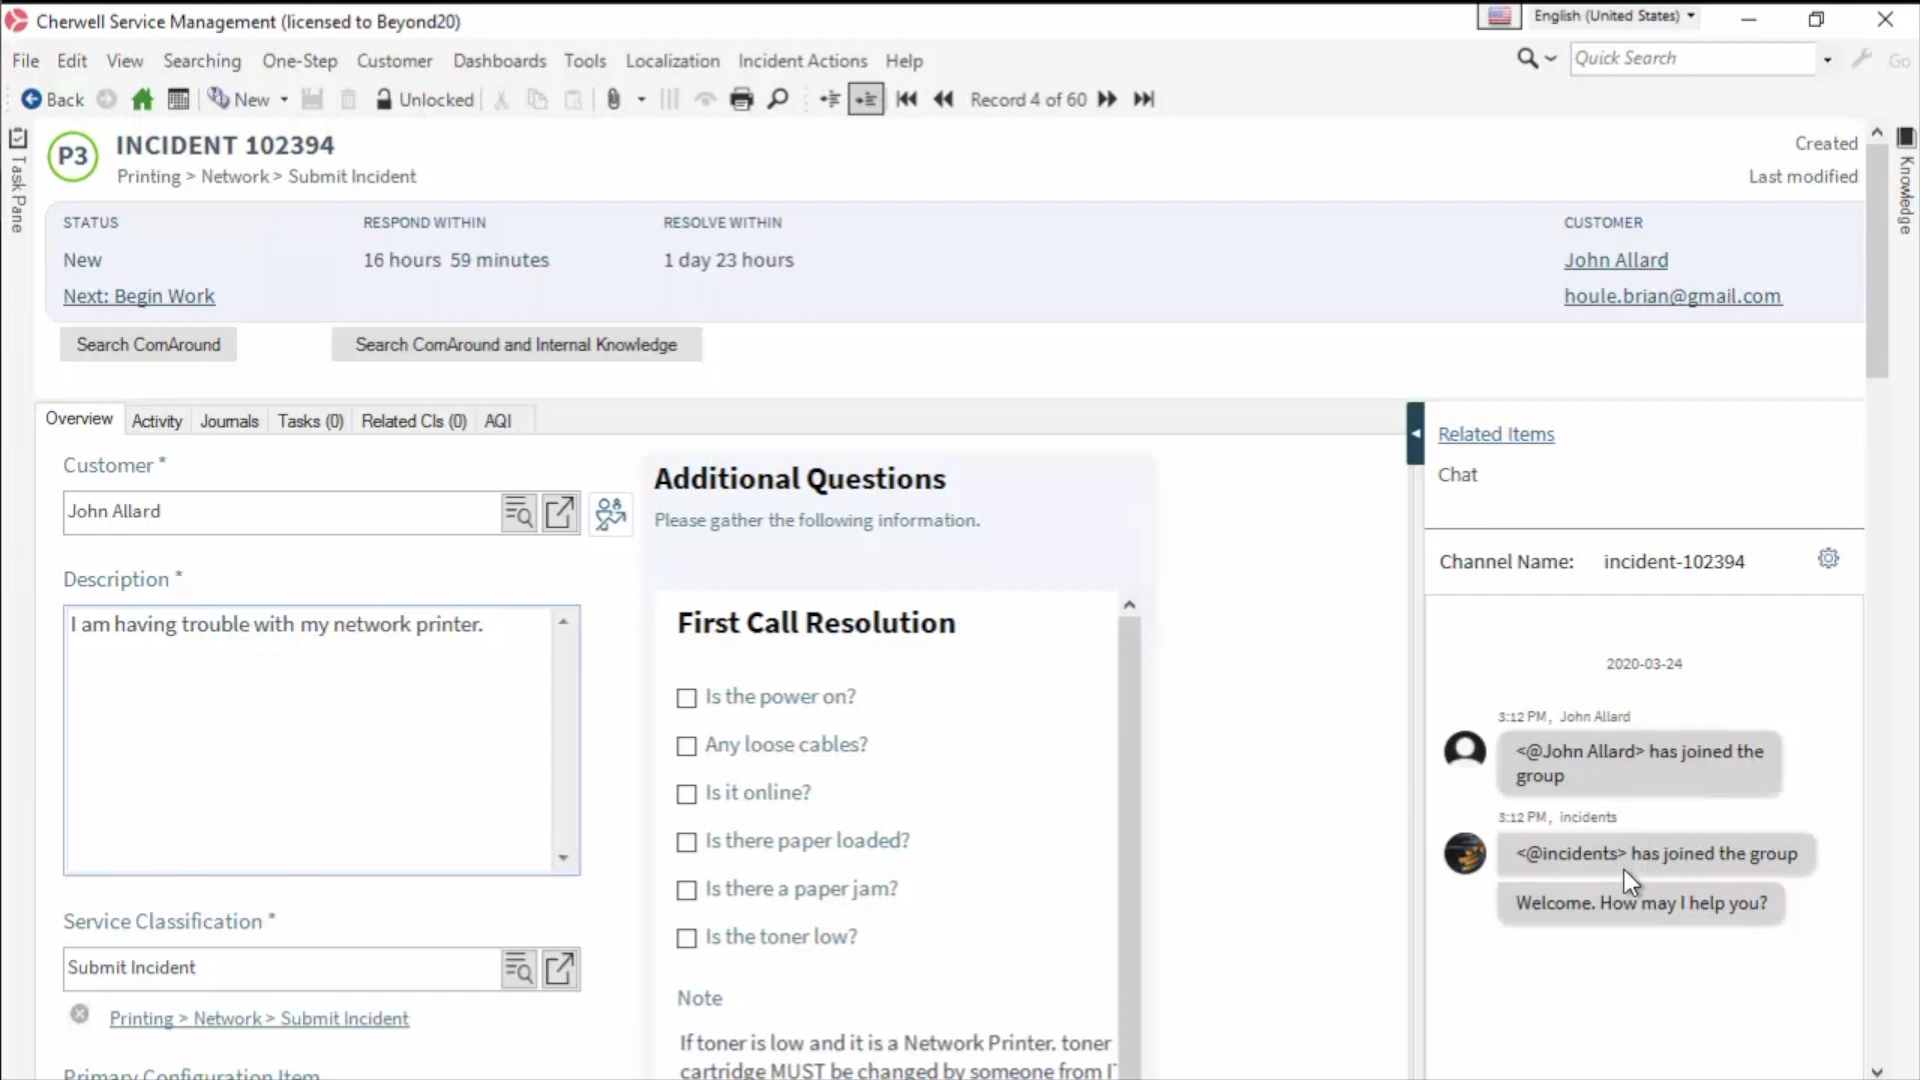 Cherwell Service Management (licensed to Beyond20)
English (United States)
File Edit View Searching One-Step Customer Dashboards Tools Localization Incident Actions Help
Quick Search
Go
Back New Unlocked Record 4 of 60
Task Pane
Knowledge
P3
INCIDENT 102394
Printing > Network > Submit Incident
Created
Last modified
STATUS RESPOND WITHIN RESOLVE WITHIN CUSTOMER
New 16 hours 59 minutes 1 day 23 hours John Allard
Next: Begin Work houle.brian@gmail.com
Search ComAround Search ComAround and Internal Knowledge
Overview Activity Journals Tasks (0) Related CIs (0) AQI
Customer *
John Allard
Description *
I am having trouble with my network printer.
Service Classification *
Submit Incident
Printing > Network > Submit Incident
Primary Configuration Item
Additional Questions
Please gather the following information.
First Call Resolution
Is the power on?
Any loose cables?
Is it online?
Is there paper loaded?
Is there a paper jam?
Is the toner low?
Note
If toner is low and it is a Network Printer. toner
cartridge MUST be changed by someone from
Related Items
Chat
Channel Name: incident-102394
2020-03-24
3:12 PM, John Allard
<@John Allard> has joined the
group
3:12 PM, incidents
<@incidents> has joined the group
Welcome. How may I help you?